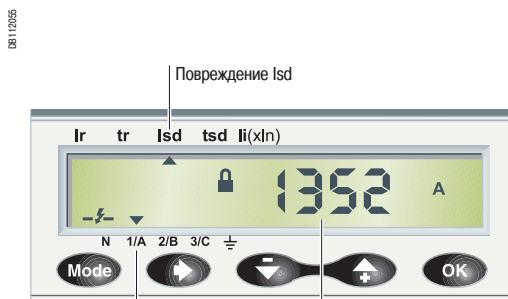 DB112055
Повреждение Isd
Ir tr Isd tsd Ii(xIn)
1352 A
N 1/A 2/B 3/C
Mode OK